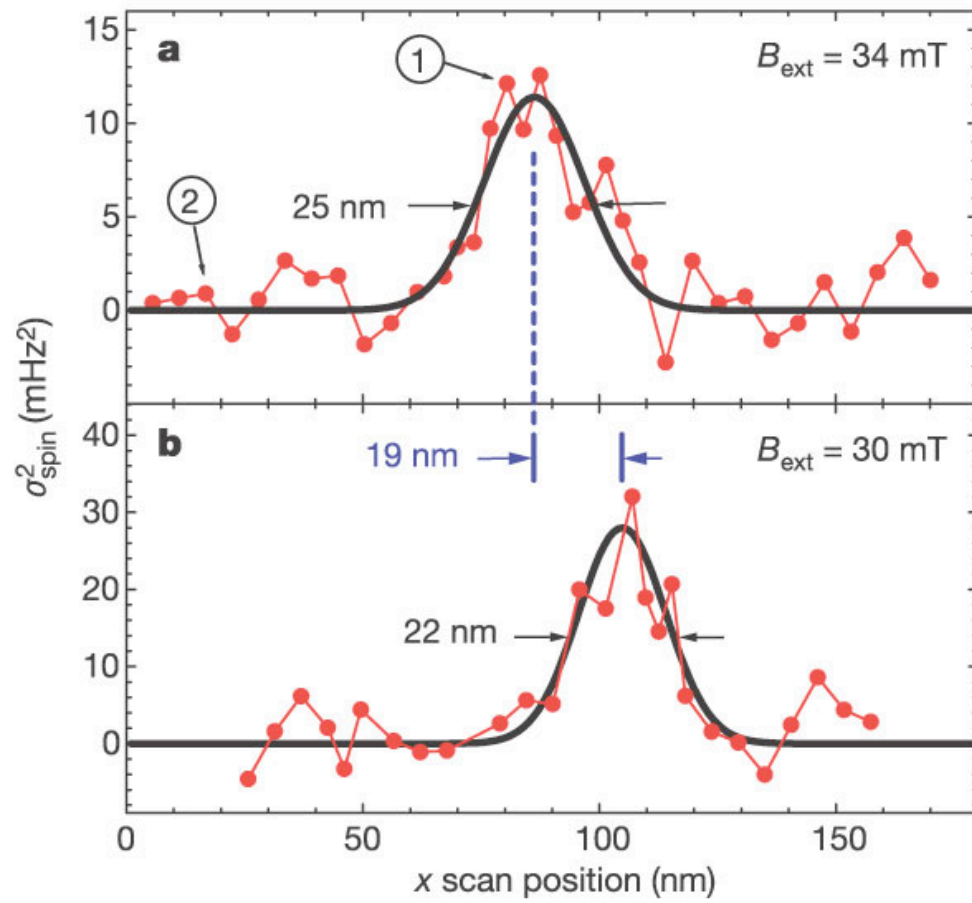 15
a
1
B_ext = 34 mT
10
2
25 nm
5
0
σ²_spin (mHz²)
40
b
19 nm
B_ext = 30 mT
30
20
22 nm
10
0
0 50 100 150
x scan position (nm)